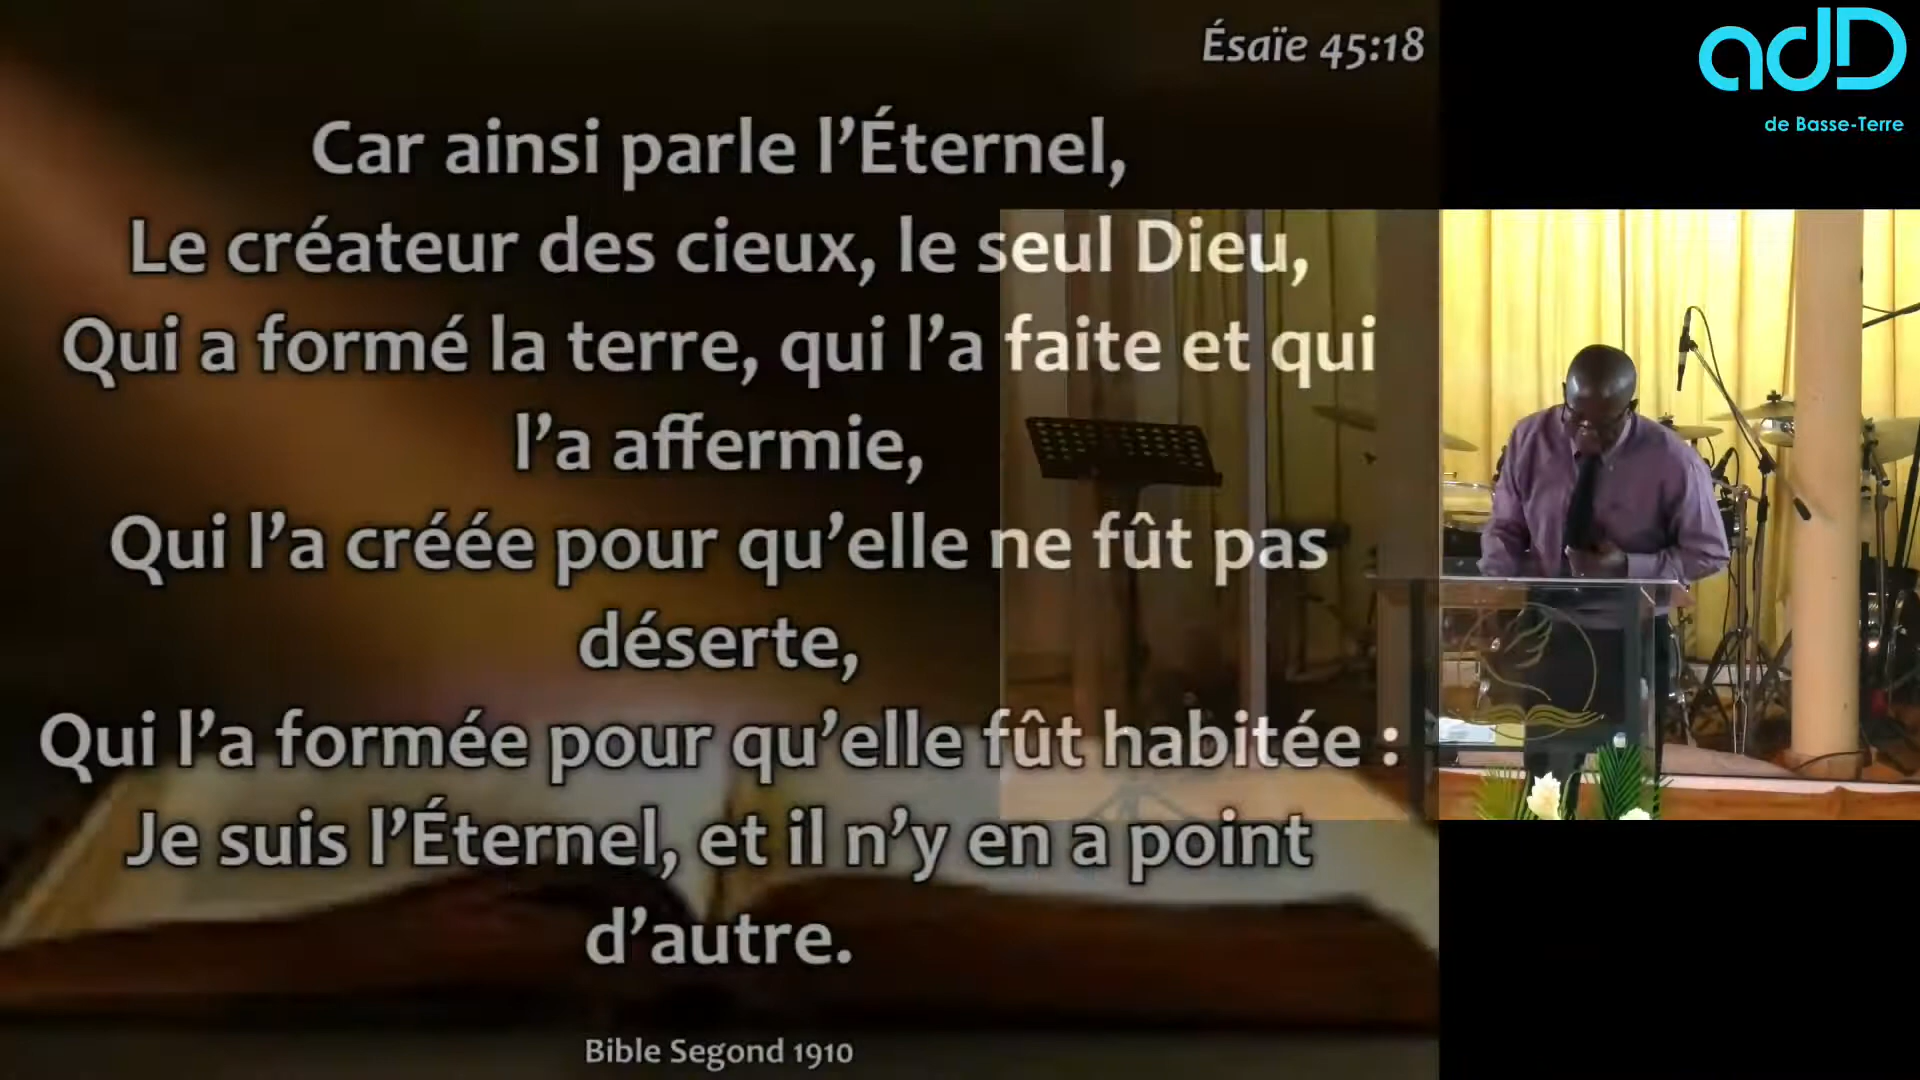 Ésaïe 45:18
Car ainsi parle l’Éternel,
Le créateur des cieux, le seul Dieu,
Qui a formé la terre, qui l’a faite et qui
l’a affermie,
Qui l’a créée pour qu’elle ne fût pas
déserte,
Qui l’a formée pour qu’elle fût habitée :
Je suis l’Éternel, et il n’y en a point
d’autre.
Bible Segond 1910
adD
de Basse-Terre